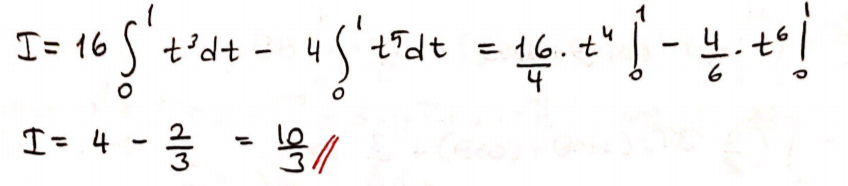 I = 16 ∫₀¹ t³dt - 4 ∫₀¹ t⁵dt = 16/4 . t⁴ |₀¹ - 4/6 . t⁶ |₀¹
I = 4 - 2/3 = 10/3 //